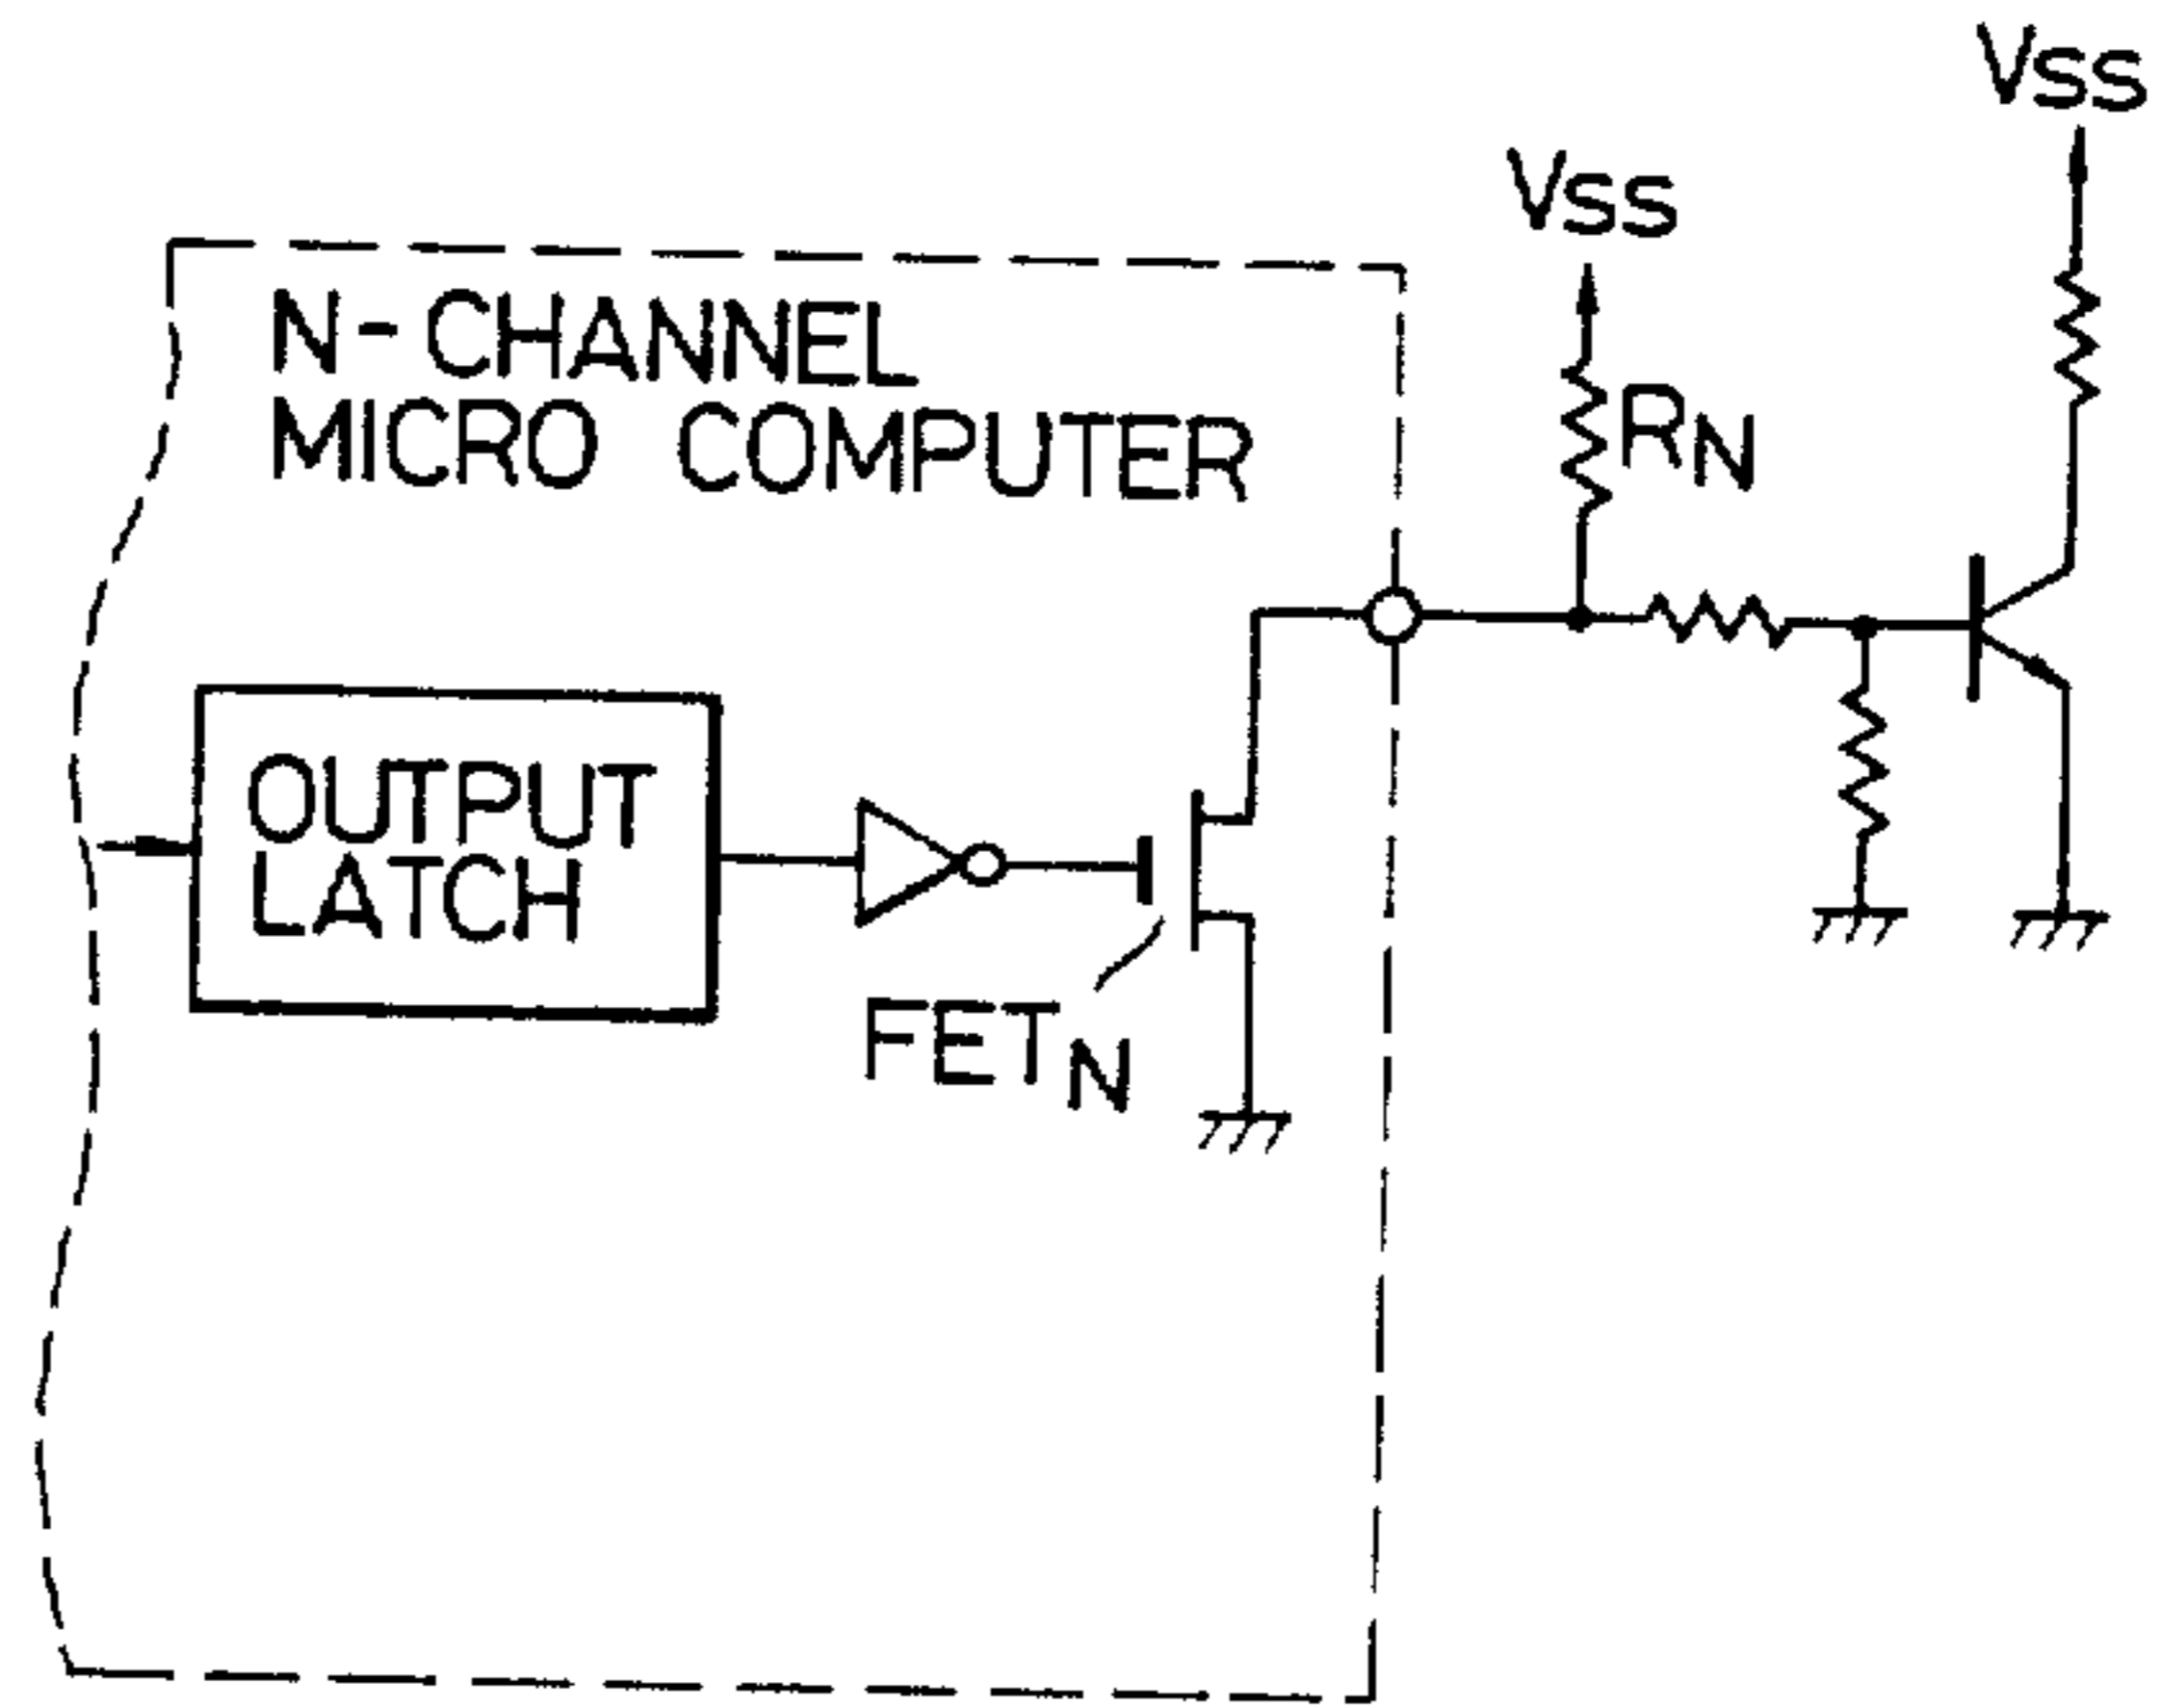 VSS
VSS
N-CHANNEL
MICRO COMPUTER
RN
OUTPUT
LATCH
FETN